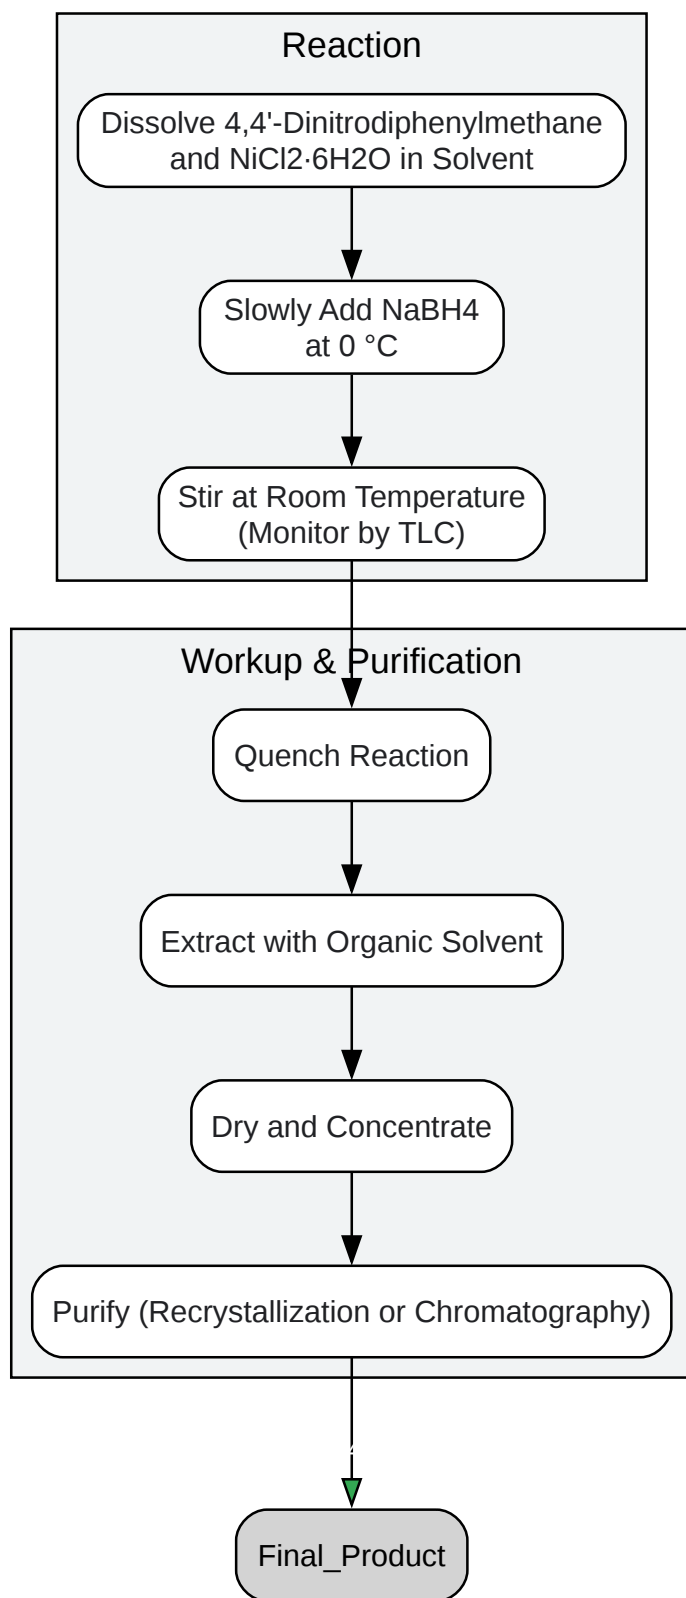 Reaction
Dissolve 4,4'-Dinitrodiphenylmethane
and NiCl2·6H2O in Solvent
Slowly Add NaBH4
at 0 °C
Stir at Room Temperature
(Monitor by TLC)
Workup & Purification
Quench Reaction
Extract with Organic Solvent
Dry and Concentrate
Purify (Recrystallization or Chromatography)
Final_Product